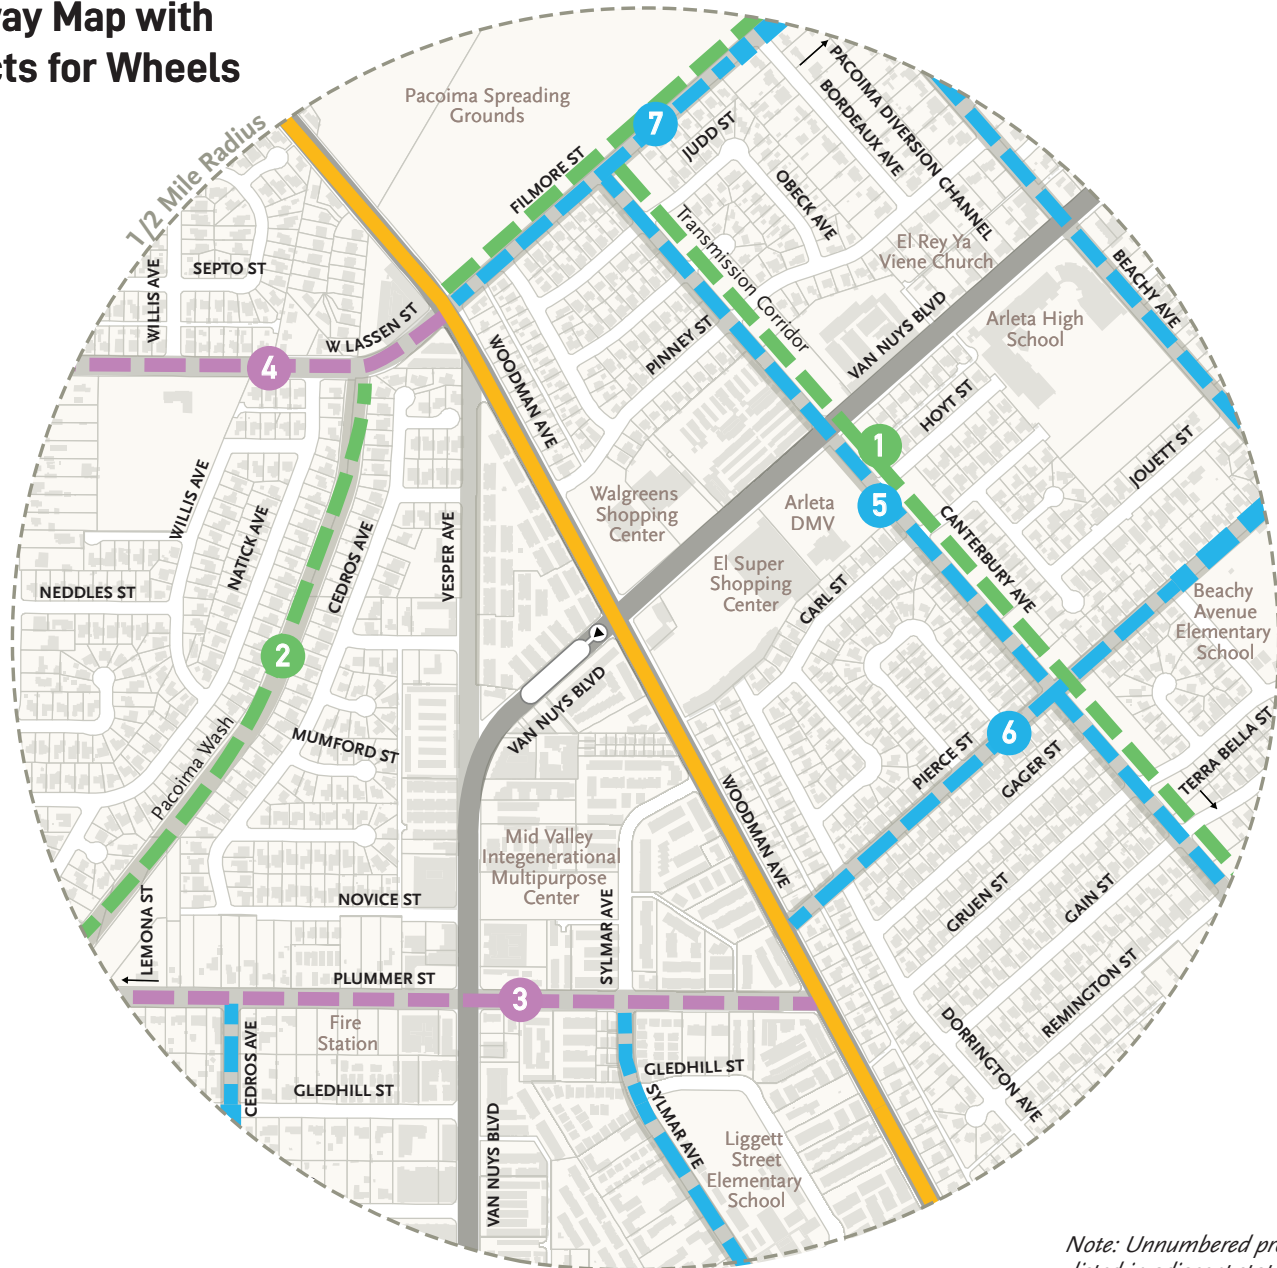 way Map with
cts for Wheels
1/2 Mile Radius
Pacoima Spreading
Grounds
7
JUDD ST
PACOIMA DIVERSION CHANNEL
BORDEAUX AVE
FILMORE ST
OBECK AVE
Transmission Corridor
El Rey Ya
Viene Church
WILLIS AVE
SEPTO ST
W LASSEN ST
4
WOODMAN AVE
PINNEY ST
VAN NUYS BLVD
Arleta High
School
BEACHY AVE
HOYT ST
1
JOUETT ST
WILLIS AVE
NATICK AVE
CEDROS AVE
VESPER AVE
Walgreens
Shopping
Center
Arleta
DMV
5
CANTERBURY AVE
El Super
Shopping
Center
CARL ST
NEDDLES ST
Beachy
Avenue
Elementary
School
2
VAN NUYS BLVD
Pacoima Wash
MUMFORD ST
6
PIERCE ST
GAGER ST
TERRA BELLA ST
WOODMAN AVE
Mid Valley
Integenerational
Multipurpose
Center
NOVICE ST
SYLMAR AVE
GRUEN ST
GAIN ST
LEMONA ST
PLUMMER ST
3
REMINGTON ST
Fire
Station
CEDROS AVE
GLEDHILL ST
GLEDHILL ST
SYLMAR AVE
DORRINGTON AVE
VAN NUYS BLVD
Liggett
Street
Elementary
School
Note: Unnumbered pr